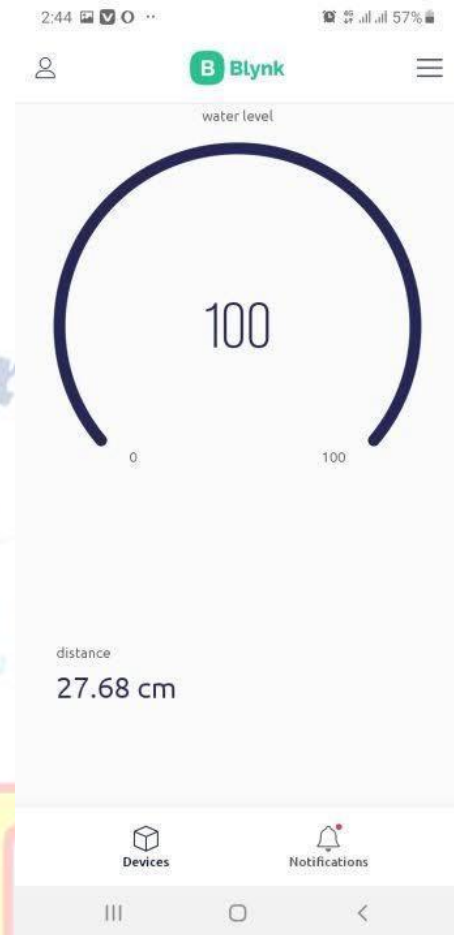 2:44
57%
B Blynk
water level
100
0
100
distance
27.68 cm
Devices
Notifications